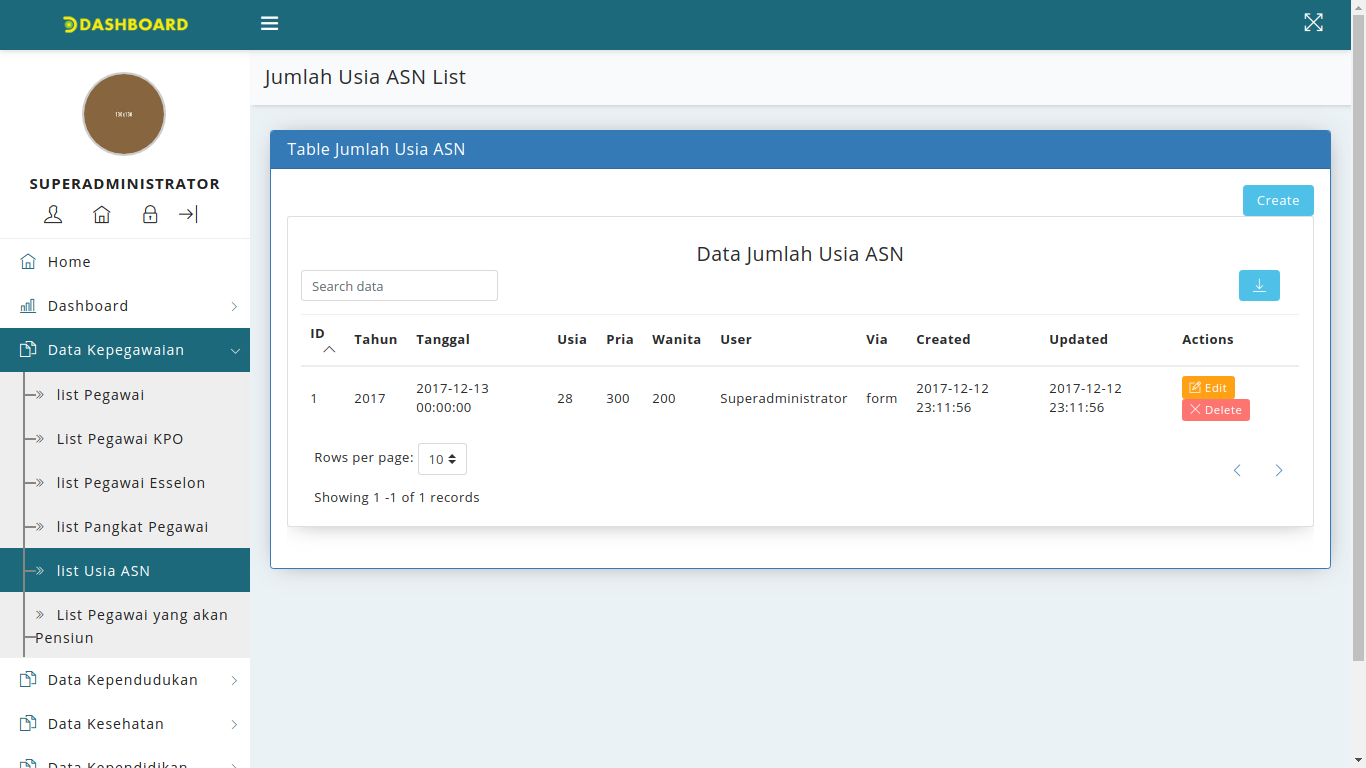 DASHBOARD
Jumlah Usia ASN List
SUPERADMINISTRATOR
Home
Dashboard
Data Kepegawaian
list Pegawai
List Pegawai KPO
list Pegawai Esselon
list Pangkat Pegawai
list Usia ASN
List Pegawai yang akan
Pensiun
Data Kependudukan
Data Kesehatan
Data Kependidikan
Table Jumlah Usia ASN
Create
Data Jumlah Usia ASN
Search data
ID Tahun Tanggal Usia Pria Wanita User Via Created Updated Actions
1 2017 2017-12-13 00:00:00 28 300 200 Superadministrator form 2017-12-12 23:11:56 2017-12-12 23:11:56 Edit
Delete
Rows per page: 10
Showing 1 -1 of 1 records